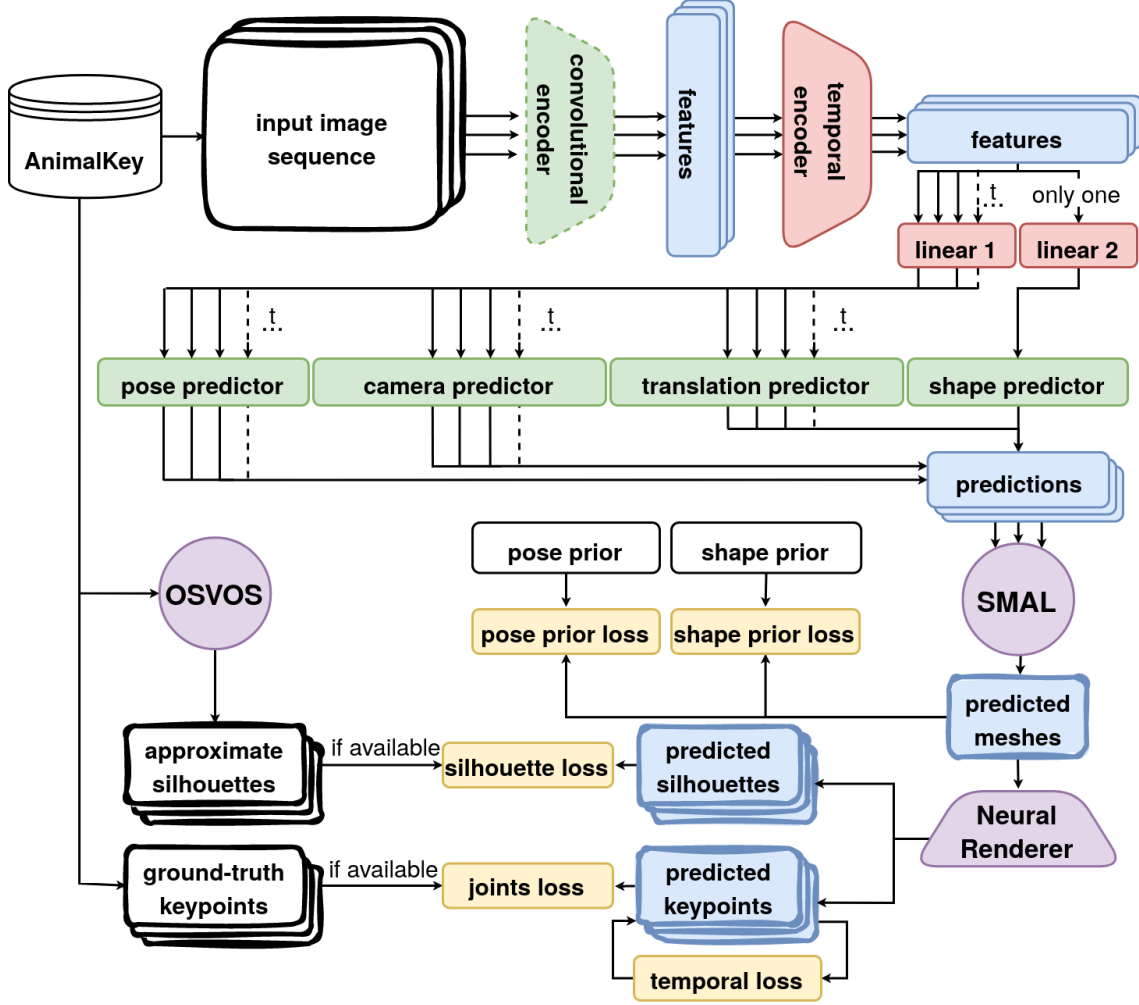 AnimalKey
input image
sequence
convolutional
encoder
features
temporal
encoder
features
t
...
only one
linear 1
linear 2
t
...
t
...
t
...
pose predictor
camera predictor
translation predictor
shape predictor
predictions
pose prior
shape prior
OSVOS
SMAL
pose prior loss
shape prior loss
predicted
meshes
approximate
silhouettes
if available
silhouette loss
predicted
silhouettes
Neural
Renderer
ground-truth
keypoints
if available
joints loss
predicted
keypoints
temporal loss